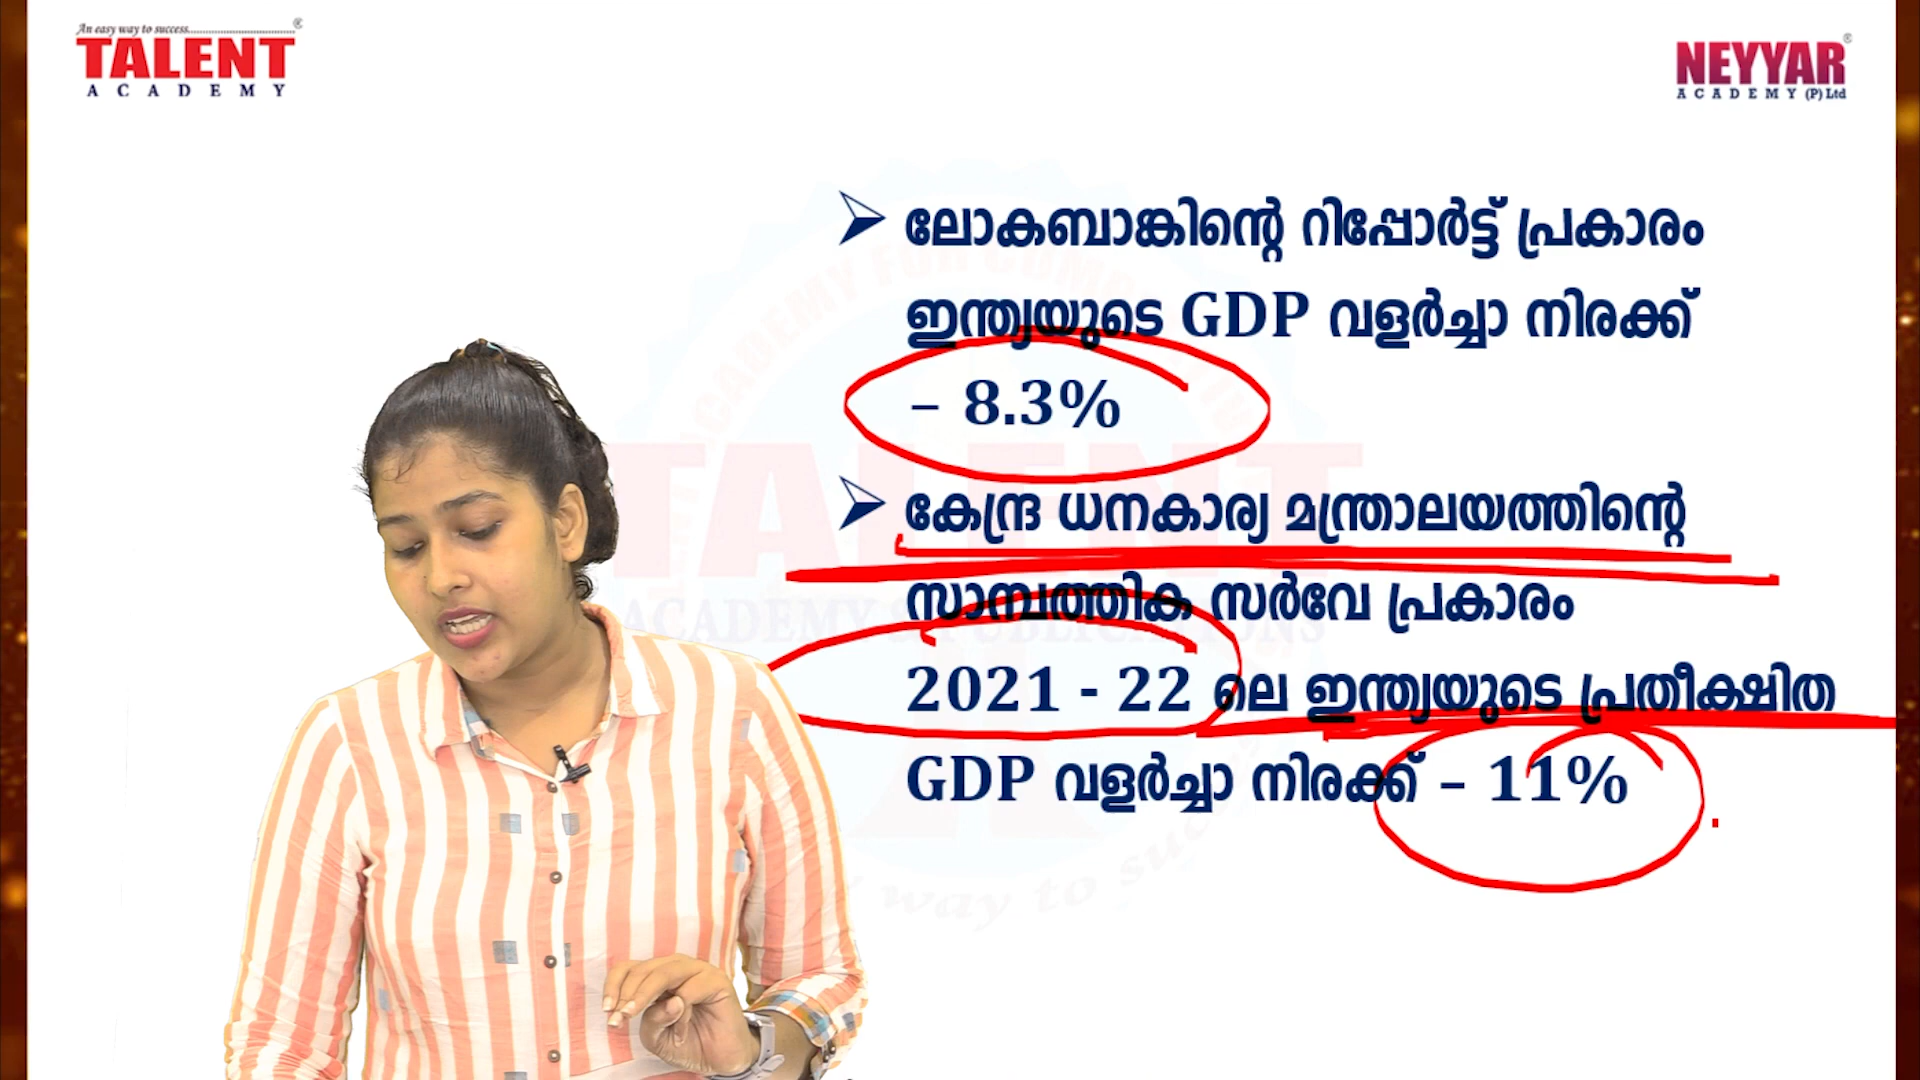 An easy way to success
TALENT
ACADEMY
NEYYAR
ACADEMY (P) Ltd
ലോകബാങ്കിന്റെ റിപ്പോർട്ട് പ്രകാരം
ഇന്ത്യയുടെ GDP വളർച്ചാ നിരക്ക്
– 8.3%
കേന്ദ്ര ധനകാര്യ മന്ത്രാലയത്തിന്റെ
സാമ്പത്തിക സർവേ പ്രകാരം
2021 - 22 ലെ ഇന്ത്യയുടെ പ്രതീക്ഷിത
GDP വളർച്ചാ നിരക്ക് – 11%
TALENT